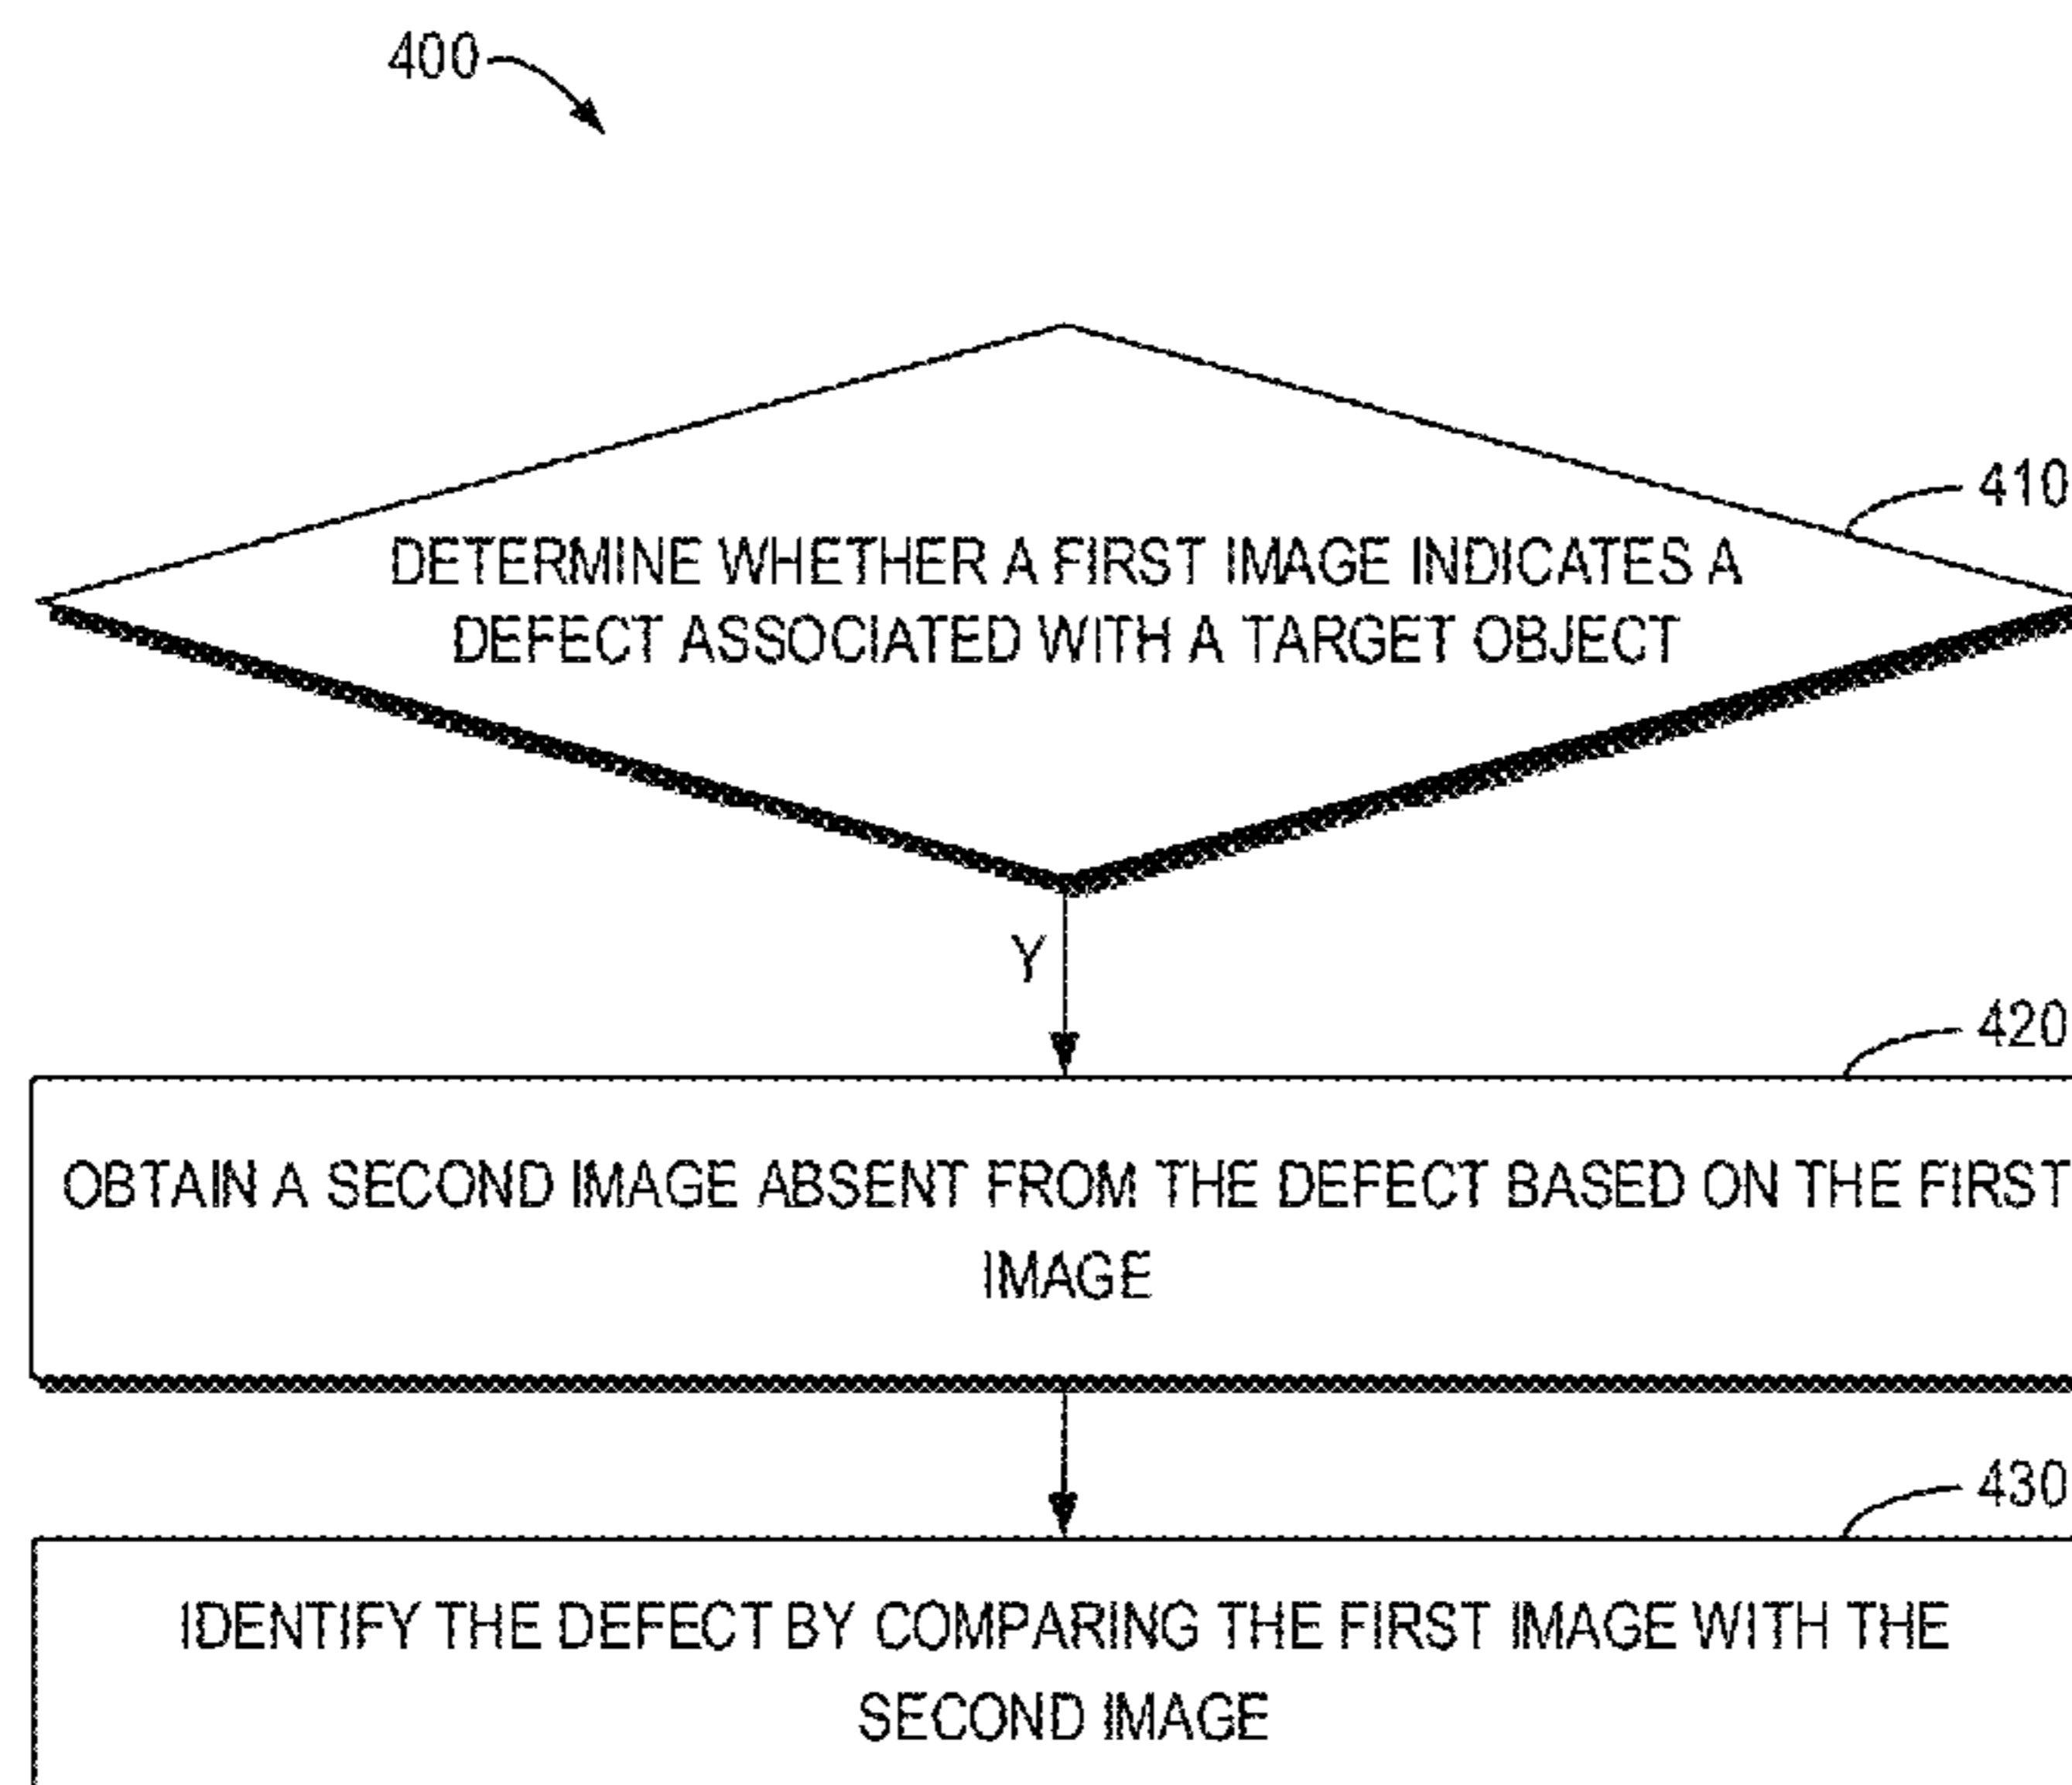 400
410
DETERMINE WHETHER A FIRST IMAGE INDICATES A
DEFECT ASSOCIATED WITH A TARGET OBJECT
Y
420
OBTAIN A SECOND IMAGE ABSENT FROM THE DEFECT BASED ON THE FIRST
IMAGE
430
IDENTIFY THE DEFECT BY COMPARING THE FIRST IMAGE WITH THE
SECOND IMAGE